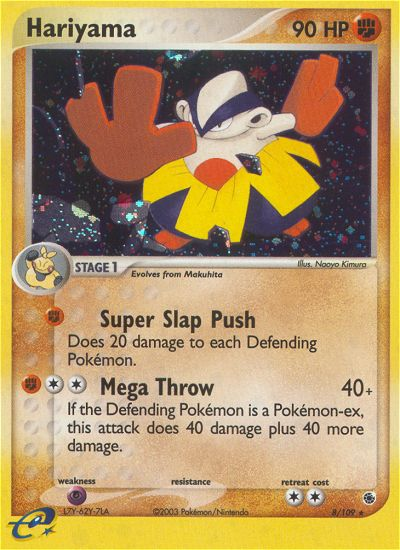 Hariyama 90 HP
Illus. Naoyo Kimura
STAGE 1
Evolves from Makuhita
Super Slap Push
Does 20 damage to each Defending
Pokémon.
Mega Throw 40+
If the Defending Pokémon is a Pokémon-ex,
this attack does 40 damage plus 40 more
damage.
weakness resistance retreat cost
L7Y-62Y-7LA ©2003 Pokémon/Nintendo 8/109 ★
e